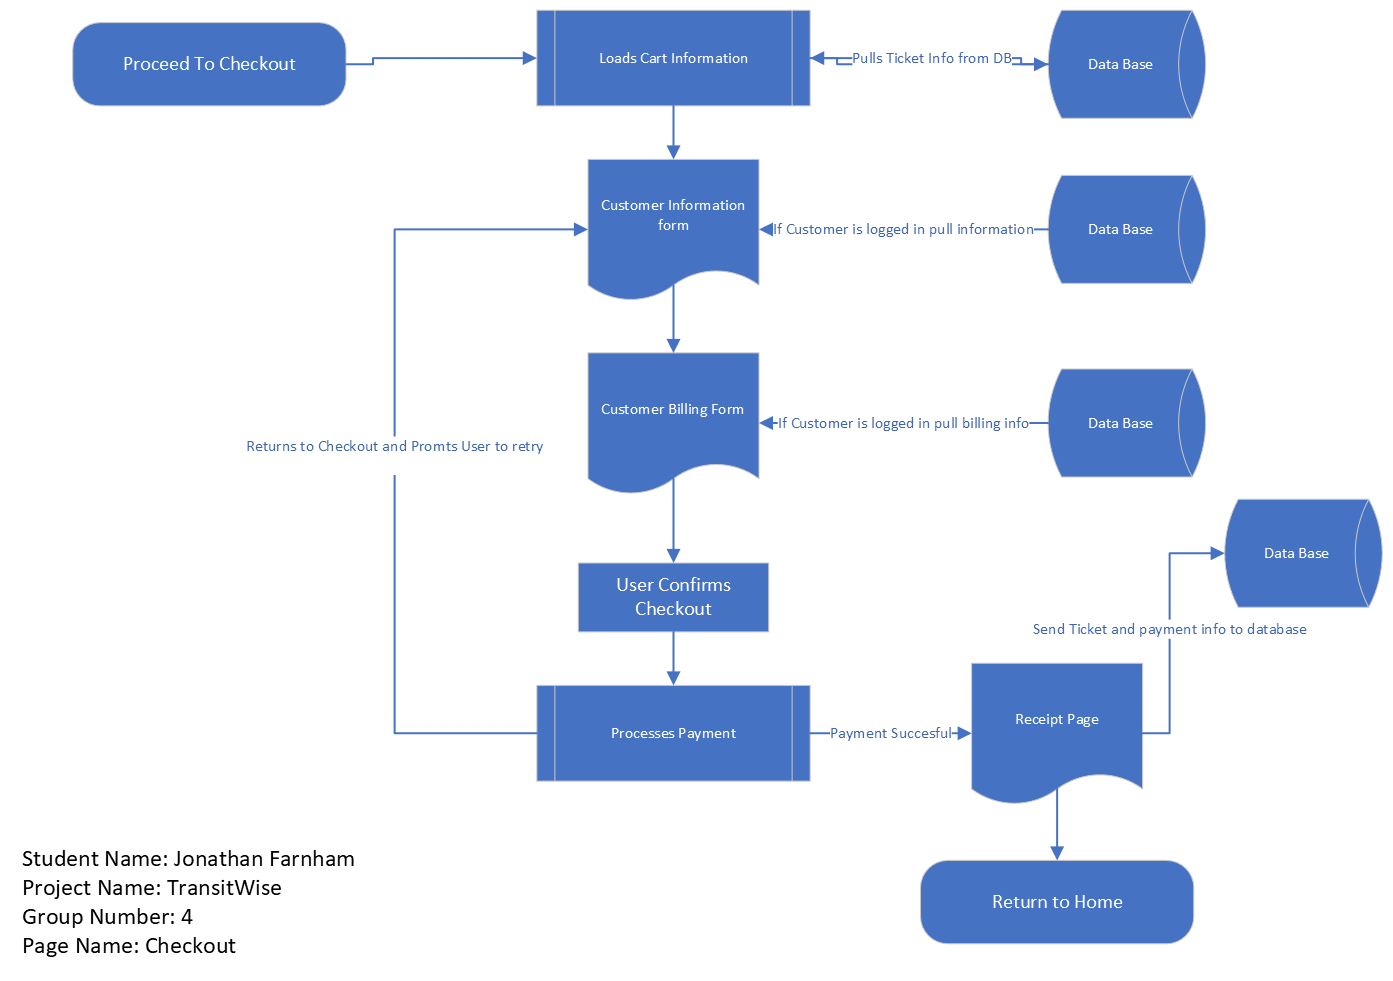 Proceed To Checkout
Loads Cart Information
Pulls Ticket Info from DB
Data Base
Customer Information
form
If Customer is logged in pull information
Data Base
Customer Billing Form
If Customer is logged in pull billing info
Data Base
Returns to Checkout and Promts User to retry
Data Base
User Confirms
Checkout
Send Ticket and payment info to database
Processes Payment
Payment Succesful
Receipt Page
Return to Home
Student Name: Jonathan Farnham
Project Name: TransitWise
Group Number: 4
Page Name: Checkout